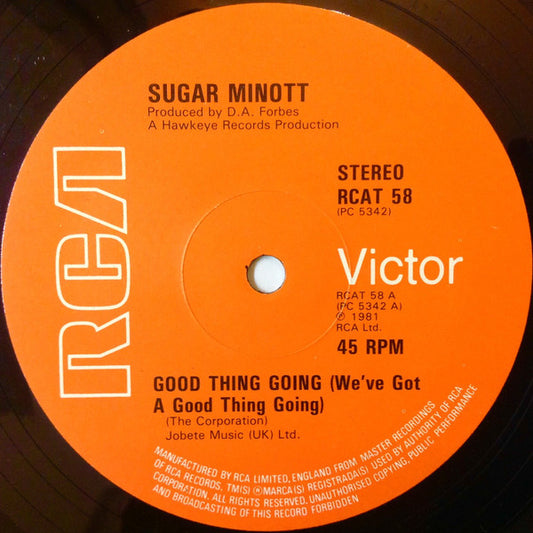 SUGAR MINOTT
Produced by D.A. Forbes
A Hawkeye Records Production
RCA
STEREO
RCAT 58
(PC 5342)
Victor
RCAT 58 A
(PC 5342 A)
℗ 1981
RCA Ltd.
45 RPM
GOOD THING GOING (We've Got
A Good Thing Going)
(The Corporation)
Jobete Music (UK) Ltd.
MANUFACTURED BY RCA LIMITED, ENGLAND FROM MASTER RECORDINGS
OF RCA RECORDS, TM(S) ® MARCA(S) REGISTRADA(S) USED BY AUTHORITY OF RCA
CORPORATION. ALL RIGHTS RESERVED. UNAUTHORISED COPYING, PUBLIC PERFORMANCE
AND BROADCASTING OF THIS RECORD FORBIDDEN